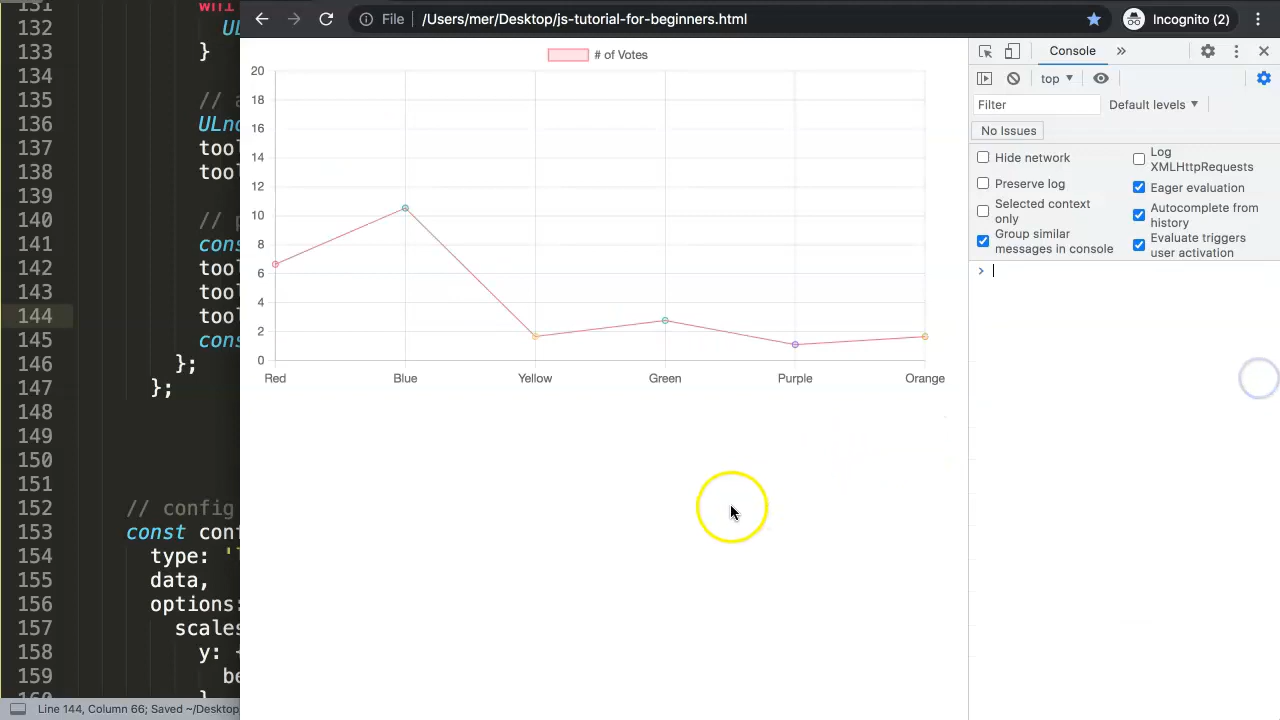 131 whi
132 UL
133 }
134
135 // a
136 ULno
137 tool
138 tool
139
140 // p
141 cons
142 tool
143 tool
144 tool
145 cons
146 };
147 };
148
149
150
151
152 // config
153 const conf
154 type: 'l
155 data,
156 options:
157 scales
158 y: {
159 be
160 }
Line 144, Column 66; Saved ~/Desktop
File /Users/mer/Desktop/js-tutorial-for-beginners.html Incognito (2)
# of Votes
20
18
16
14
12
10
8
6
4
2
0
Red Blue Yellow Green Purple Orange
Console »
top ▼
Filter Default levels ▼
No Issues
Hide network
Log XMLHttpRequests
Preserve log
Eager evaluation
Selected context only
Autocomplete from history
Group similar messages in console
Evaluate triggers user activation
>